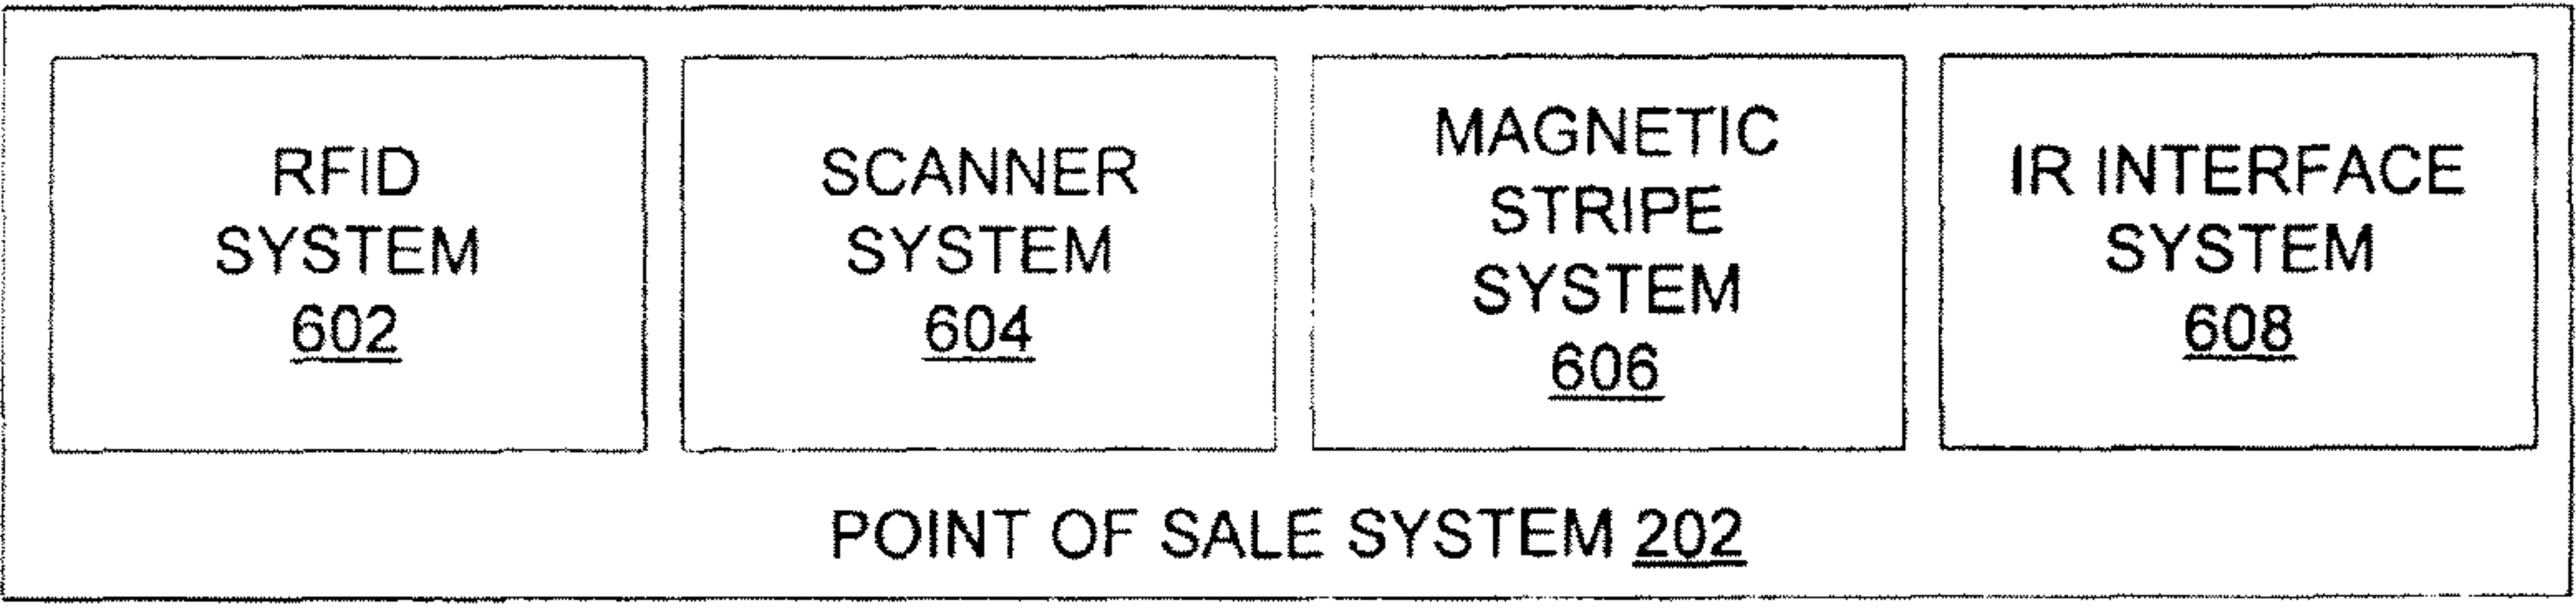 RFID
SYSTEM
602
SCANNER
SYSTEM
604
MAGNETIC
STRIPE
SYSTEM
606
IR INTERFACE
SYSTEM
608
POINT OF SALE SYSTEM 202